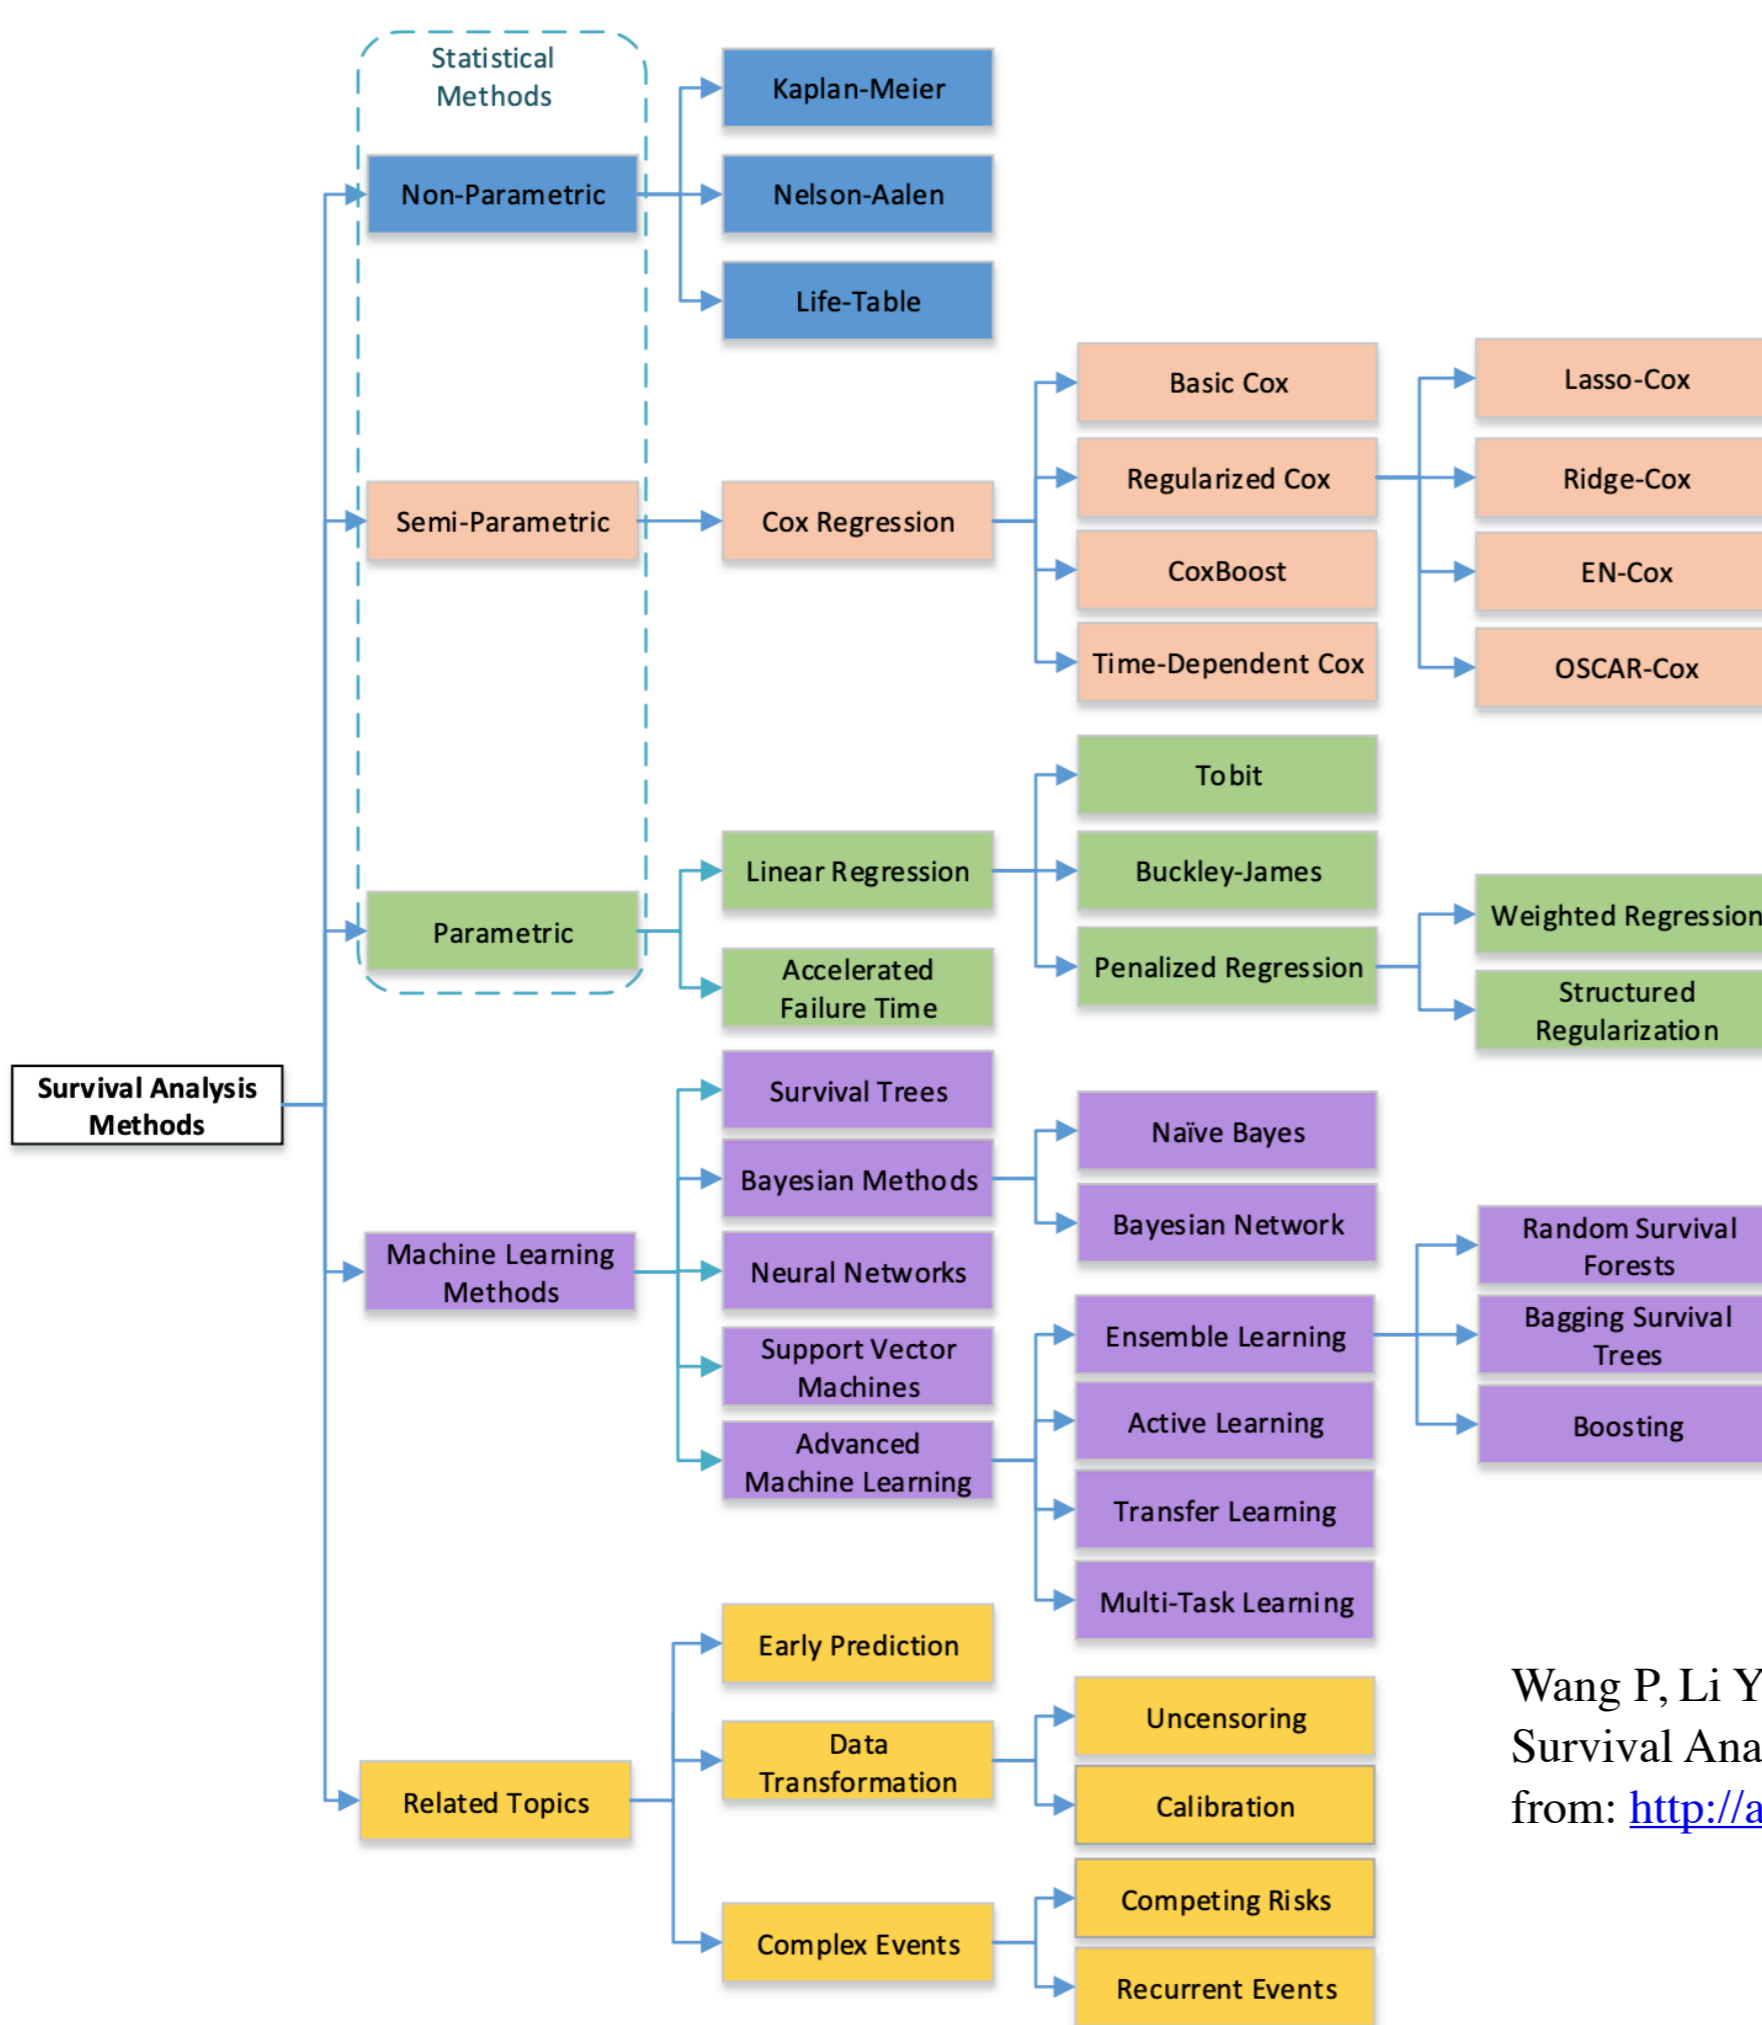 Statistical
Methods
Kaplan-Meier
Non-Parametric
Nelson-Aalen
Life-Table
Basic Cox
Lasso-Cox
Regularized Cox
Ridge-Cox
Semi-Parametric
Cox Regression
CoxBoost
EN-Cox
Time-Dependent Cox
OSCAR-Cox
Tobit
Linear Regression
Buckley-James
Parametric
Weighted Regression
Accelerated
Failure Time
Penalized Regression
Structured
Regularization
Survival Analysis
Methods
Survival Trees
Naïve Bayes
Bayesian Methods
Bayesian Network
Machine Learning
Methods
Neural Networks
Random Survival
Forests
Support Vector
Machines
Ensemble Learning
Bagging Survival
Trees
Advanced
Machine Learning
Active Learning
Boosting
Transfer Learning
Multi-Task Learning
Early Prediction
Data
Transformation
Uncensoring
Related Topics
Calibration
Complex Events
Competing Risks
Recurrent Events
Wang P, Li Y
Survival Ana
from: http://a